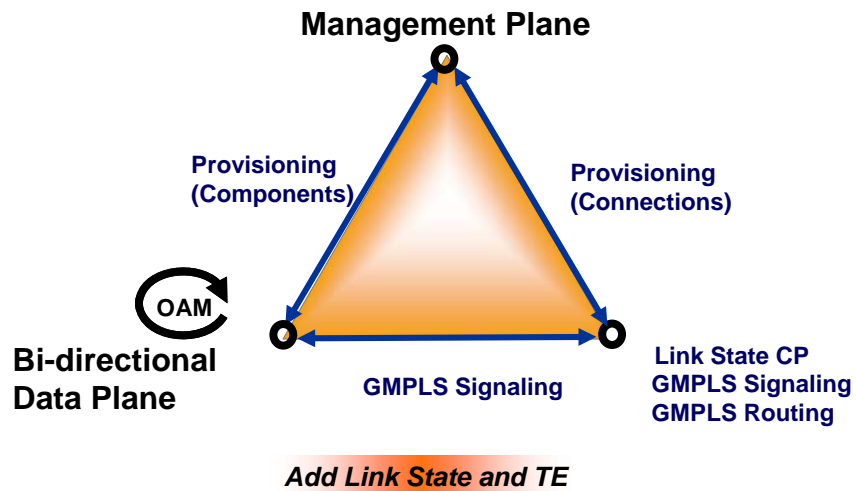 Management Plane
Provisioning
(Components)
Provisioning
(Connections)
OAM
Bi-directional
Data Plane
GMPLS Signaling
Link State CP
GMPLS Signaling
GMPLS Routing
Add Link State and TE